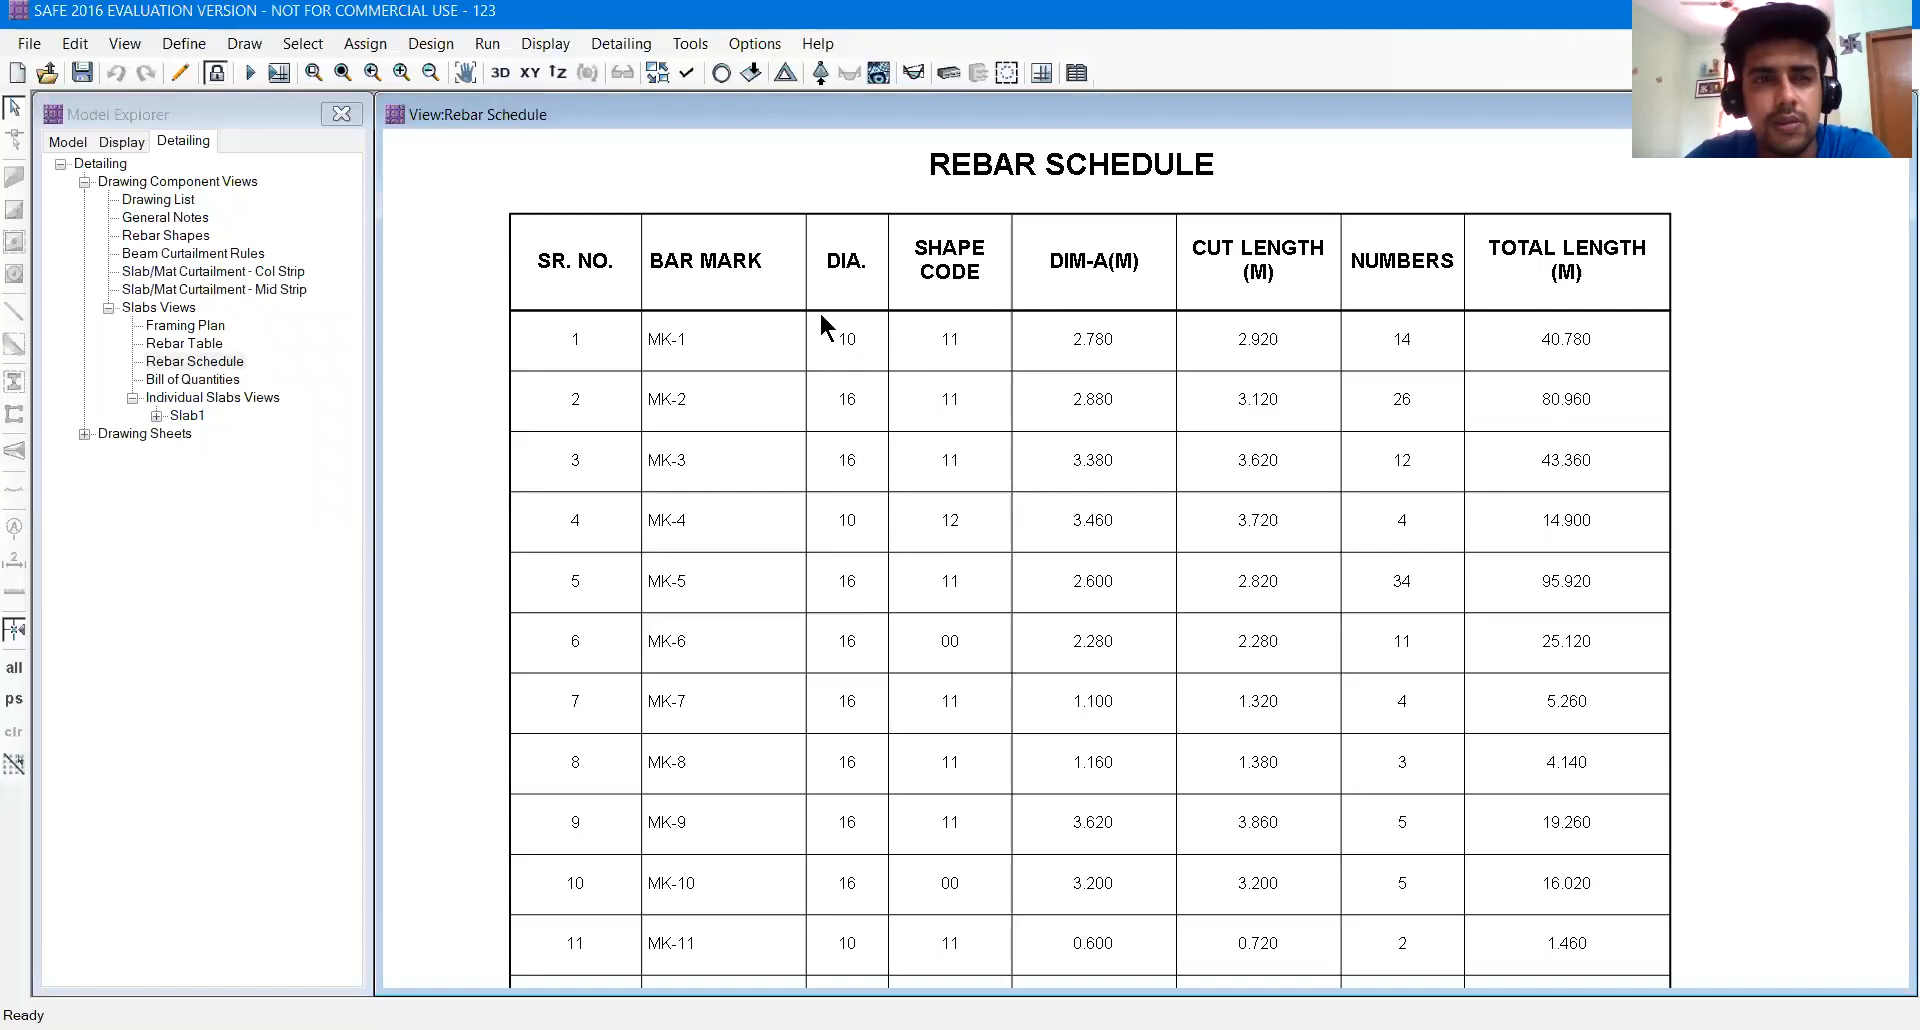 SAFE 2016 EVALUATION VERSION - NOT FOR COMMERCIAL USE - 123
File Edit View Define Draw Select Assign Design Run Display Detailing Tools Options Help
3D XY
Model Explorer
Model Display Detailing
Detailing
Drawing Component Views
Drawing List
General Notes
Rebar Shapes
Beam Curtailment Rules
Slab/Mat Curtailment - Col Strip
Slab/Mat Curtailment - Mid Strip
Slabs Views
Framing Plan
Rebar Table
Rebar Schedule
Bill of Quantities
Individual Slabs Views
Slab1
Drawing Sheets
all
ps
clr
View:Rebar Schedule
REBAR SCHEDULE
SR. NO. BAR MARK DIA. SHAPE CODE DIM-A(M) CUT LENGTH (M) NUMBERS TOTAL LENGTH (M)
1 MK-1 10 11 2.780 2.920 14 40.780
2 MK-2 16 11 2.880 3.120 26 80.960
3 MK-3 16 11 3.380 3.620 12 43.360
4 MK-4 10 12 3.460 3.720 4 14.900
5 MK-5 16 11 2.600 2.820 34 95.920
6 MK-6 16 00 2.280 2.280 11 25.120
7 MK-7 16 11 1.100 1.320 4 5.260
8 MK-8 16 11 1.160 1.380 3 4.140
9 MK-9 16 11 3.620 3.860 5 19.260
10 MK-10 16 00 3.200 3.200 5 16.020
11 MK-11 10 11 0.600 0.720 2 1.460
Ready